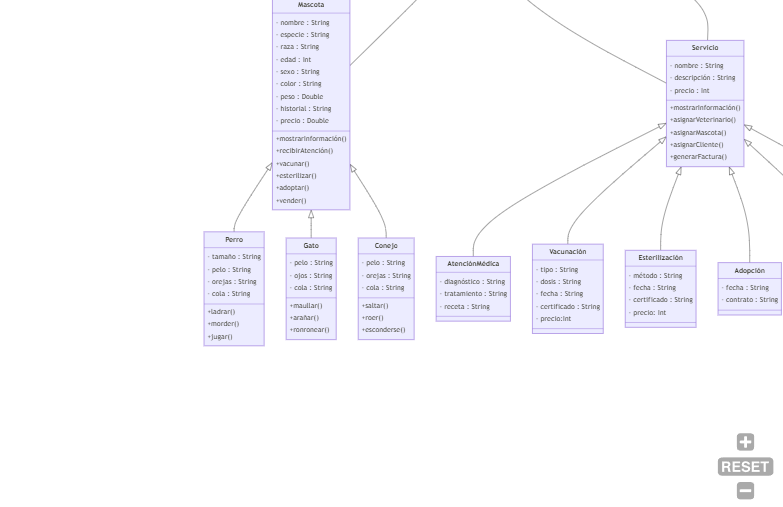 Mascota
- nombre : String
- especie : String
- raza : String
- edad : Int
- sexo : String
- color : String
- peso : Double
- historial : String
- precio : Double
+mostrarInformación()
+recibirAtención()
+vacunar()
+esterilizar()
+adoptar()
+vender()
Servicio
- nombre : String
- descripción : String
- precio : Int
+mostrarInformación()
+asignarVeterinario()
+asignarMascota()
+asignarCliente()
+generarFactura()
Perro
- tamaño : String
- pelo : String
- orejas : String
- cola : String
+ladrar()
+morder()
+jugar()
Gato
- pelo : String
- ojos : String
- cola : String
+maullar()
+arañar()
+ronronear()
Conejo
- pelo : String
- orejas : String
- cola : String
+saltar()
+roer()
+esconderse()
AtenciónMédica
- diagnóstico : String
- tratamiento : String
- receta : String
Vacunación
- tipo : String
- dosis : String
- fecha : String
- certificado : String
- precio:Int
Esterilización
- método : String
- fecha : String
- certificado : String
- precio: Int
Adopción
- fecha : String
- contrato : String
RESET